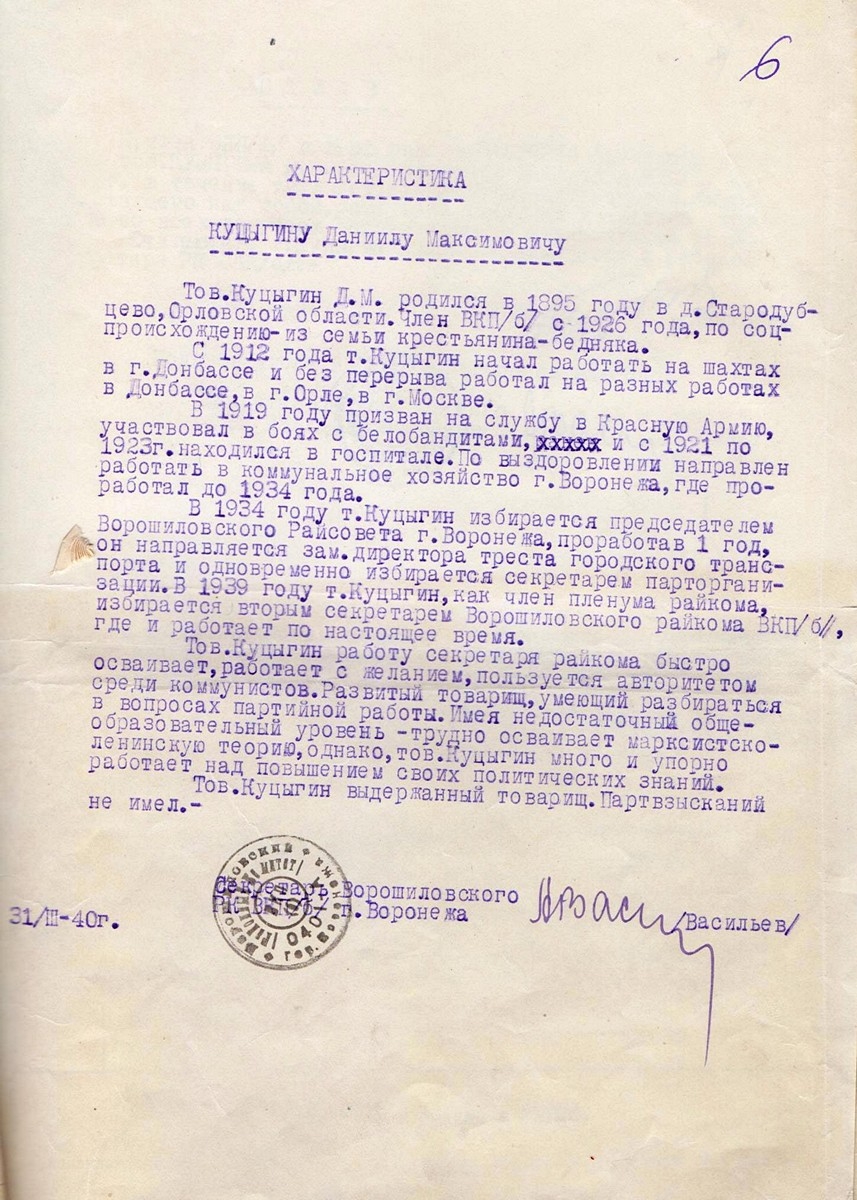 6
ХАРАКТЕРИСТИКА
КУЦЫГИНУ Даниилу Максимовичу
Тов.Куцыгин Д.М. родился в 1895 году в д.Стародуб-
цево,Орловской области.Член ВКП/б/ с 1926 года,по соц-
происхождению-из семьи крестьянина-бедняка.
С 1912 года т.Куцыгин начал работать на шахтах
в г.Донбассе и без перерыва работал на разных работах
в Донбассе,в г.Орле,в г.Москве.
В 1919 году призван на службу в Красную Армию,
участвовал в боях с белобандитами,ххххх и с 1921 по
1923г.находился в госпитале.По выздоровлении направлен
работать в коммунальное хозяйство г.Воронежа,где про-
работал до 1934 года.
В 1934 году т.Куцыгин избирается председателем
Ворошиловского Райсовета г.Воронежа,проработав 1 год,
он направляется зам.директора треста городского транс-
порта и одновременно избирается секретарем парторгани-
зации.В 1939 году т.Куцыгин,как член пленума райкома,
избирается вторым секретарем Ворошиловского райкома ВКП/б//,
где и работает по настоящее время.
Тов.Куцыгин работу секретаря райкома быстро
осваивает,работает с желанием,пользуется авторитетом
среди коммунистов.Развитый товарищ,умеющий разбираться
в вопросах партийной работы.Имея недостаточный обще-
образовательный уровень -трудно осваивает марксистско-
ленинскую теорию,однако,тов.Куцыгин много и упорно
работает над повышением своих политических знаний.
Тов.Куцыгин выдержанный товарищ.Партвзысканий
не имел.-
Секретарь Ворошиловского
РК ВКП/б/ г.Воронежа
/Васильев/
31/III-40г.